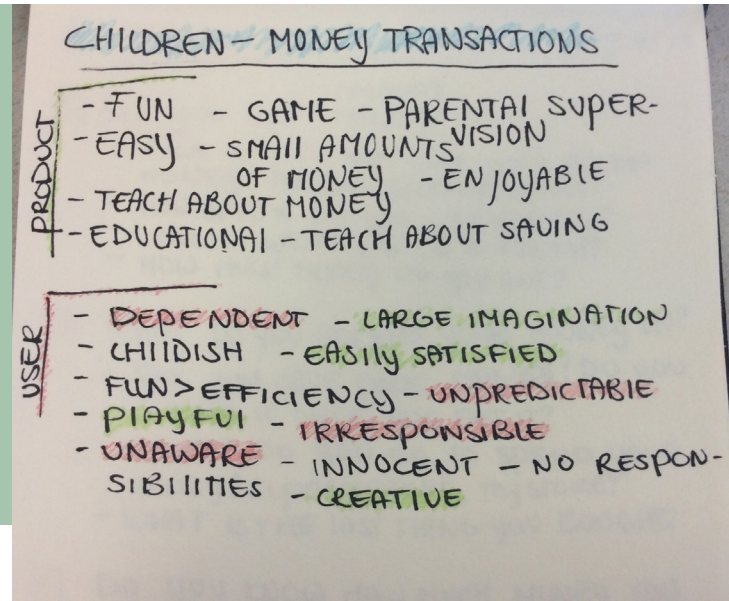 CHILDREN - MONEY TRANSACTIONS
PRODUCT
- FUN - GAME - PARENTAL SUPER-
VISION
- EASY - SMALL AMOUNTS
OF MONEY - ENJOYABLE
- TEACH ABOUT MONEY
- EDUCATIONAL - TEACH ABOUT SAVING
USER
- DEPENDENT - LARGE IMAGINATION
- CHILDISH - EASILY SATISFIED
- FUN > EFFICIENCY - UNPREDICTABLE
- PLAYFUL - IRRESPONSIBLE
- UNAWARE - INNOCENT - NO RESPON-
SIBILITIES - CREATIVE